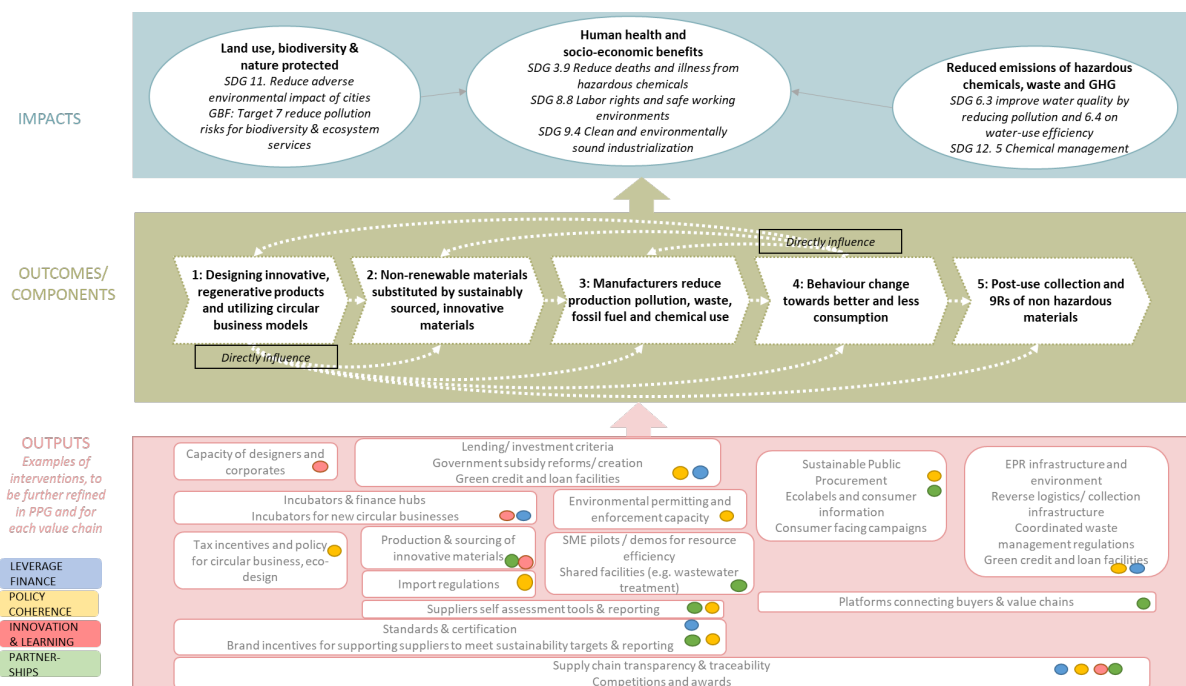 IMPACTS
Land use, biodiversity &
nature protected
SDG 11. Reduce adverse
environmental impact of cities
GBF: Target 7 reduce pollution
risks for biodiversity & ecosystem
services
Human health and
socio-economic benefits
SDG 3.9 Reduce deaths and illness from
hazardous chemicals
SDG 8.8 Labor rights and safe working
environments
SDG 9.4 Clean and environmentally
sound industrialization
Reduced emissions of hazardous
chemicals, waste and GHG
SDG 6.3 improve water quality by
reducing pollution and 6.4 on
water-use efficiency
SDG 12. 5 Chemical management
OUTCOMES/
COMPONENTS
Directly influence
1: Designing innovative,
regenerative products
and utilizing circular
business models
2: Non-renewable materials
substituted by sustainably
sourced, innovative
materials
3: Manufacturers reduce
production pollution, waste,
fossil fuel and chemical use
4: Behaviour change
towards better and less
consumption
5: Post-use collection and
9Rs of non hazardous
materials
Directly influence
OUTPUTS
Examples of
interventions, to
be further refined
in PPG and for
each value chain
LEVERAGE
FINANCE
POLICY
COHERENCE
INNOVATION
& LEARNING
PARTNER-
SHIPS
Capacity of designers and
corporates
Lending/ investment criteria
Government subsidy reforms/ creation
Green credit and loan facilities
Incubators & finance hubs
Incubators for new circular businesses
Environmental permitting and
enforcement capacity
Sustainable Public
Procurement
Ecolabels and consumer
information
Consumer facing campaigns
EPR infrastructure and
environment
Reverse logistics/ collection
infrastructure
Coordinated waste
management regulations
Green credit and loan facilities
Tax incentives and policy
for circular business, eco-
design
Production & sourcing of
innovative materials
Import regulations
SME pilots / demos for resource
efficiency
Shared facilities (e.g. wastewater
treatment)
Suppliers self assessment tools & reporting
Platforms connecting buyers & value chains
Standards & certification
Brand incentives for supporting suppliers to meet sustainability targets & reporting
Supply chain transparency & traceability
Competitions and awards